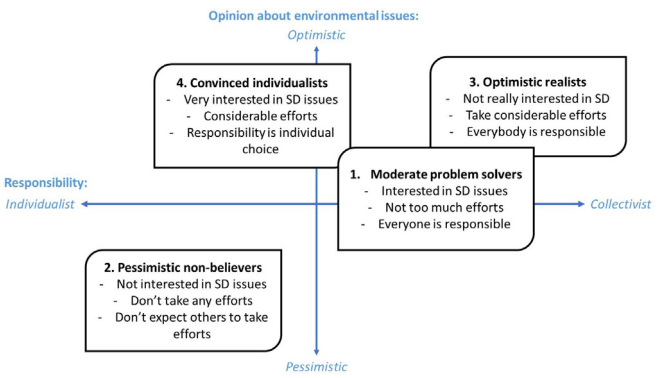 Opinion about environmental issues:
Optimistic
4. Convinced individualists
- Very interested in SD issues
- Considerable efforts
- Responsibility is individual
choice
3. Optimistic realists
- Not really interested in SD
- Take considerable efforts
- Everybody is responsible
1. Moderate problem solvers
- Interested in SD issues
- Not too much efforts
- Everyone is responsible
Responsibility:
Individualist
Collectivist
2. Pessimistic non-believers
- Not interested in SD issues
- Don't take any efforts
- Don't expect others to take
efforts
Pessimistic